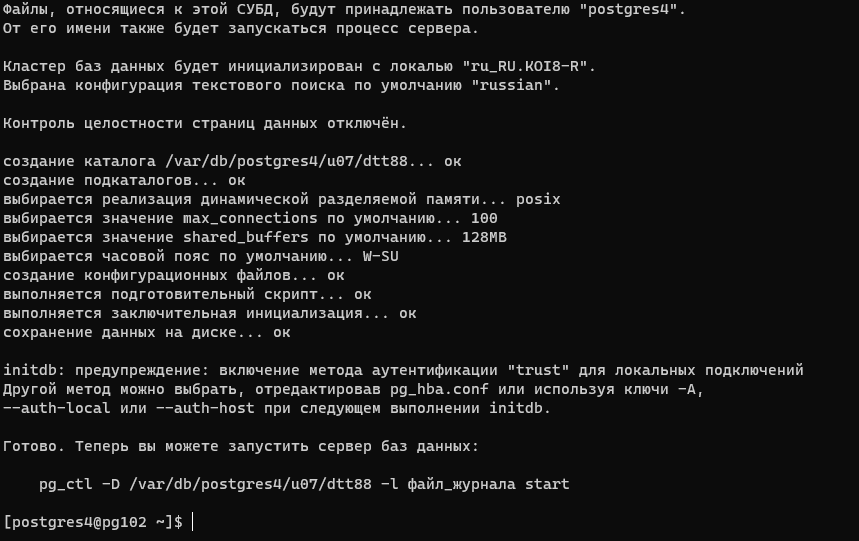 Файлы, относящиеся к этой СУБД, будут принадлежать пользователю "postgres4".
От его имени также будет запускаться процесс сервера.
Кластер баз данных будет инициализирован с локалью "ru_RU.KOI8-R".
Выбрана конфигурация текстового поиска по умолчанию "russian".
Контроль целостности страниц данных отключён.
создание каталога /var/db/postgres4/u07/dtt88... ок
создание подкаталогов... ок
выбирается реализация динамической разделяемой памяти... posix
выбирается значение max_connections по умолчанию... 100
выбирается значение shared_buffers по умолчанию... 128MB
выбирается часовой пояс по умолчанию... W-SU
создание конфигурационных файлов... ок
выполняется подготовительный скрипт... ок
выполняется заключительная инициализация... ок
сохранение данных на диске... ок
initdb: предупреждение: включение метода аутентификации "trust" для локальных подключений
Другой метод можно выбрать, отредактировав pg_hba.conf или используя ключи -A,
--auth-local или --auth-host при следующем выполнении initdb.
Готово. Теперь вы можете запустить сервер баз данных:
pg_ctl -D /var/db/postgres4/u07/dtt88 -l файл_журнала start
[postgres4@pg102 ~]$